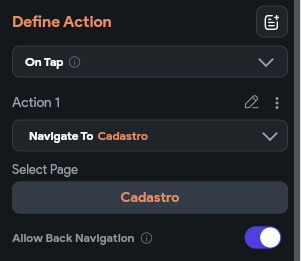 Define Action
On Tap
Action 1
Navigate To Cadastro
Select Page
Cadastro
Allow Back Navigation